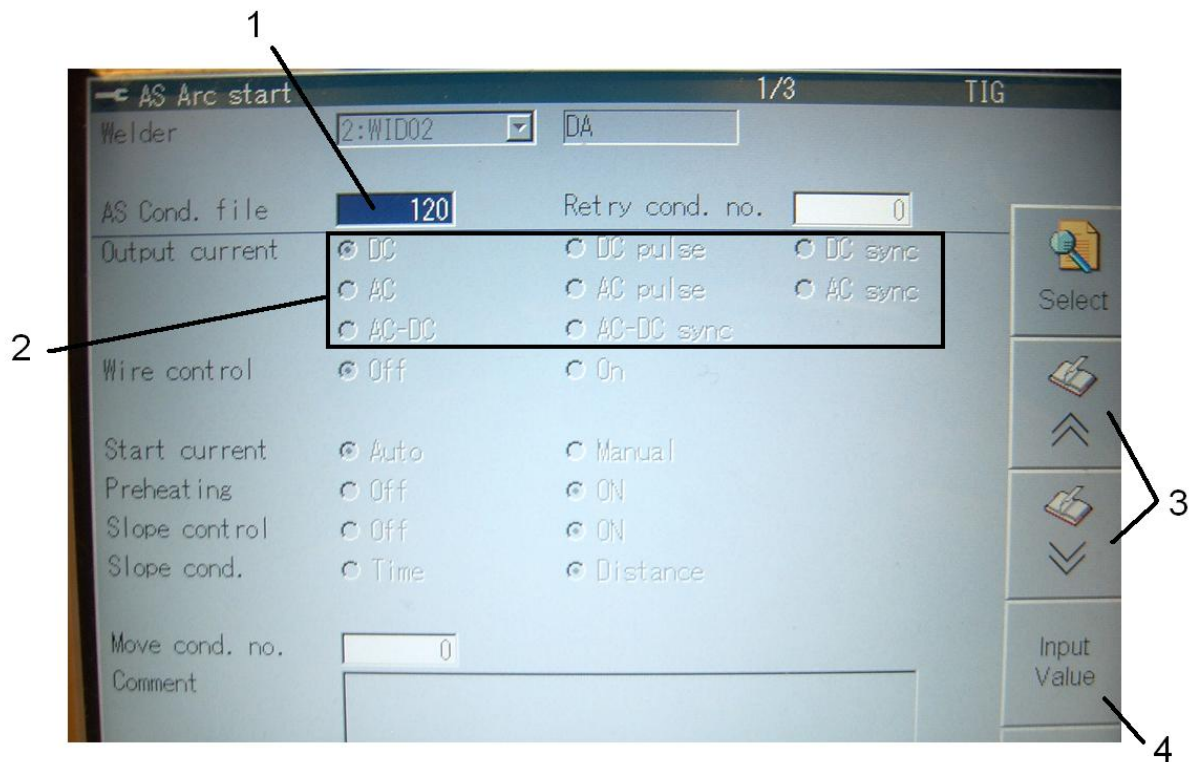 1
AS Arc start 1/3 TIG
Welder 2:WID02 DA
AS Cond. file 120 Retry cond. no. 0
Output current DC DC pulse DC sync
AC AC pulse AC sync
Select
AC-DC AC-DC sync
2
Wire control Off On
Start current Auto Manual
Preheating Off ON
3
Slope control Off ON
Slope cond. Time Distance
Move cond. no. 0
Input
Value
Comment
4